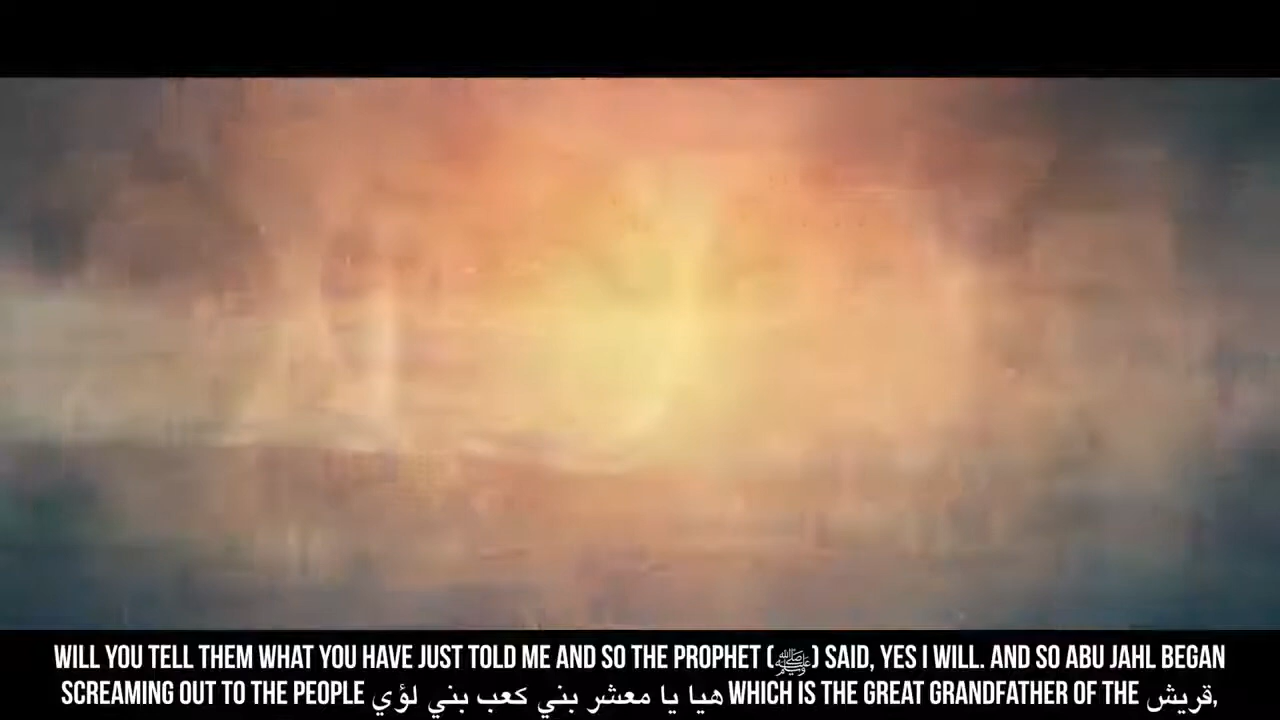 WILL YOU TELL THEM WHAT YOU HAVE JUST TOLD ME AND SO THE PROPHET (ﷺ) SAID, YES I WILL. AND SO ABU JAHL BEGAN
SCREAMING OUT TO THE PEOPLE هيا يا معشر بني كعب بني لؤي WHICH IS THE GREAT GRANDFATHER OF THE قريش,